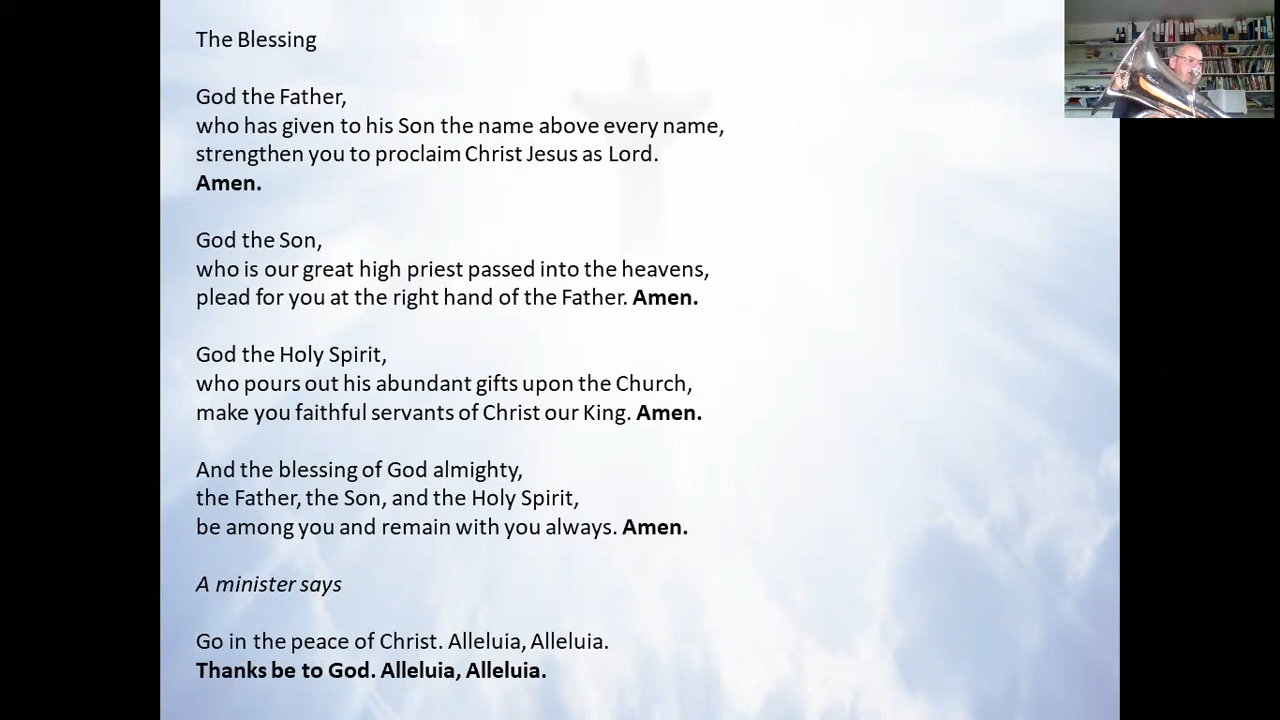 The Blessing
God the Father,
who has given to his Son the name above every name,
strengthen you to proclaim Christ Jesus as Lord.
Amen.
God the Son,
who is our great high priest passed into the heavens,
plead for you at the right hand of the Father. Amen.
God the Holy Spirit,
who pours out his abundant gifts upon the Church,
make you faithful servants of Christ our King. Amen.
And the blessing of God almighty,
the Father, the Son, and the Holy Spirit,
be among you and remain with you always. Amen.
A minister says
Go in the peace of Christ. Alleluia, Alleluia.
Thanks be to God. Alleluia, Alleluia.